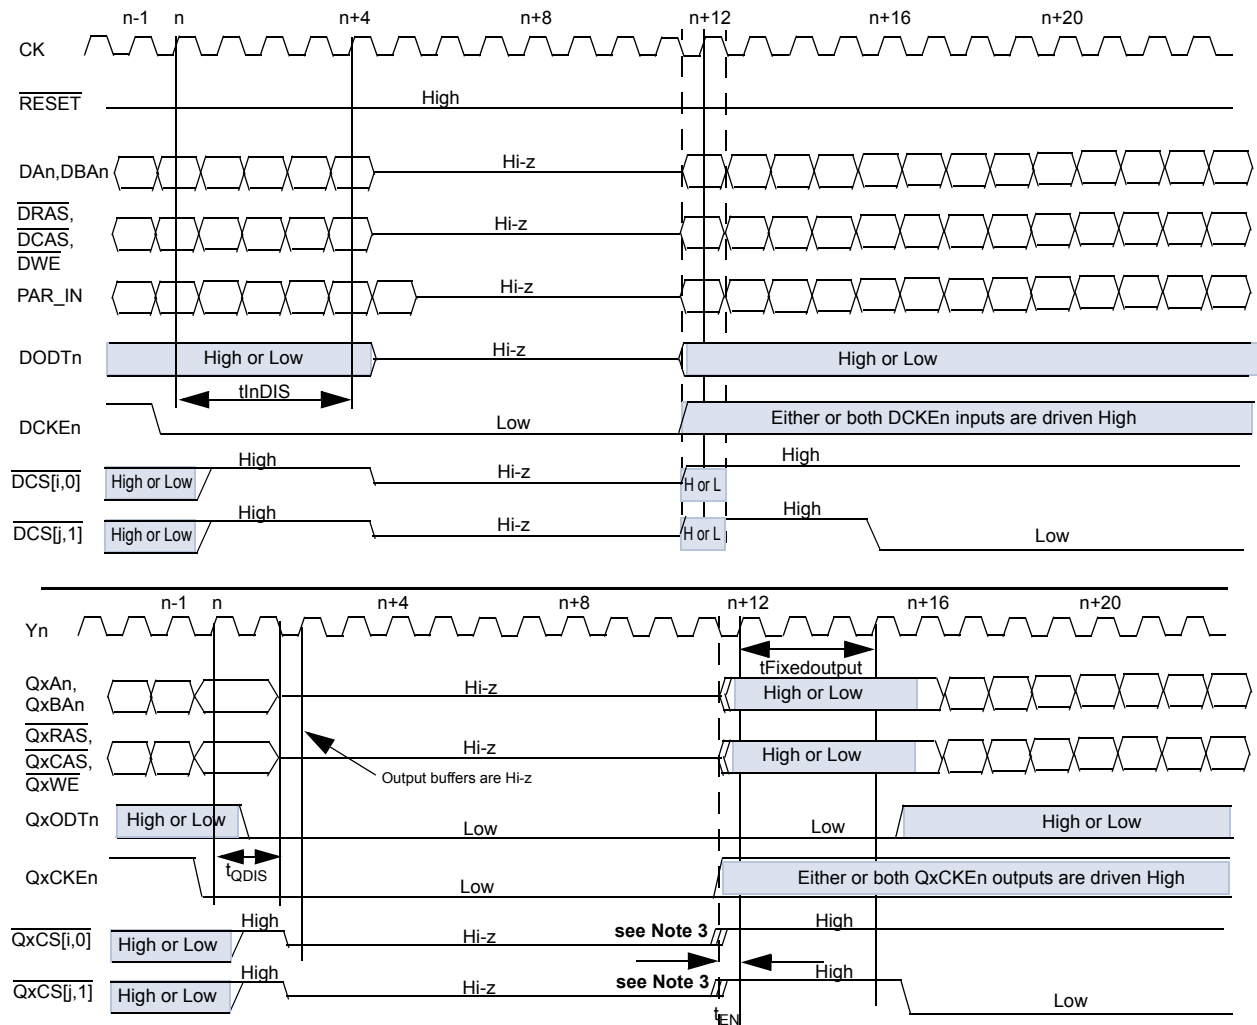 n-1 n n+4 n+8 n+12 n+16 n+20
CK
RESET High
DAn,DBAn Hi-z
DRAS,
DCAS, Hi-z
DWE
PAR_IN Hi-z
DODTn High or Low Hi-z High or Low
tInDIS
DCKEn Low Either or both DCKEn inputs are driven High
DCS[i,0] High or Low High Hi-z H or L High
DCS[j,1] High or Low High Hi-z H or L High Low
n-1 n n+4 n+8 n+12 n+16 n+20
Yn
tFixedoutput
QxAn,
QxBAn Hi-z High or Low
QxRAS,
QxCAS, Hi-z High or Low
QxWE
Output buffers are Hi-z
QxODTn High or Low Low Low High or Low
tQDIS
QxCKEn Low Either or both QxCKEn outputs are driven High
QxCS[i,0] High or Low High Hi-z see Note 3 High
QxCS[j,1] High or Low High Hi-z see Note 3 High Low
tEN